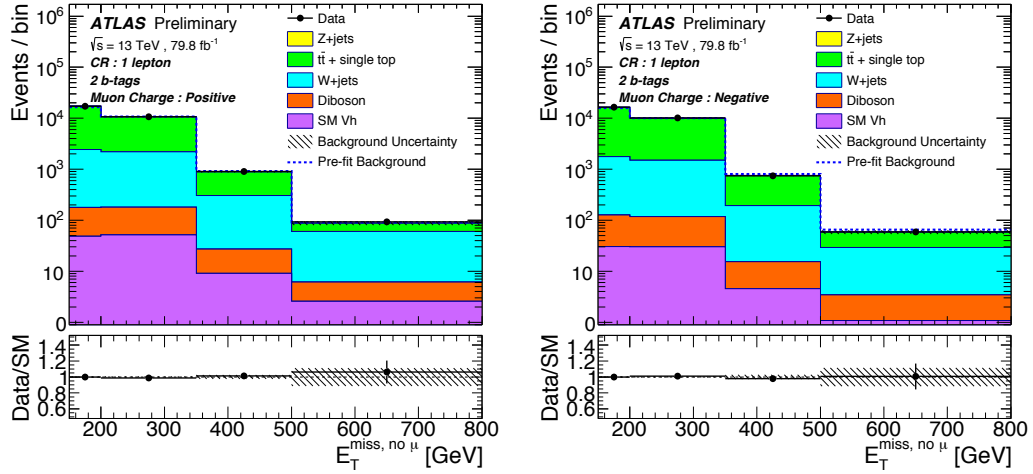 ATLAS Preliminary
√s = 13 TeV , 79.8 fb⁻¹
CR : 1 lepton
2 b-tags
Muon Charge : Positive
Data
Z+jets
tt̄ + single top
W+jets
Diboson
SM Vh
Background Uncertainty
Pre-fit Background
Events / bin
10⁶
10⁵
10⁴
10³
10²
10
0
Data/SM
1.4
1.2
1
0.8
0.6
200 300 400 500 600 700 800
E_T^miss, no μ [GeV]
ATLAS Preliminary
√s = 13 TeV , 79.8 fb⁻¹
CR : 1 lepton
2 b-tags
Muon Charge : Negative
Data
Z+jets
tt̄ + single top
W+jets
Diboson
SM Vh
Background Uncertainty
Pre-fit Background
Events / bin
10⁶
10⁵
10⁴
10³
10²
10
0
Data/SM
1.4
1.2
1
0.8
0.6
200 300 400 500 600 700 800
E_T^miss, no μ [GeV]